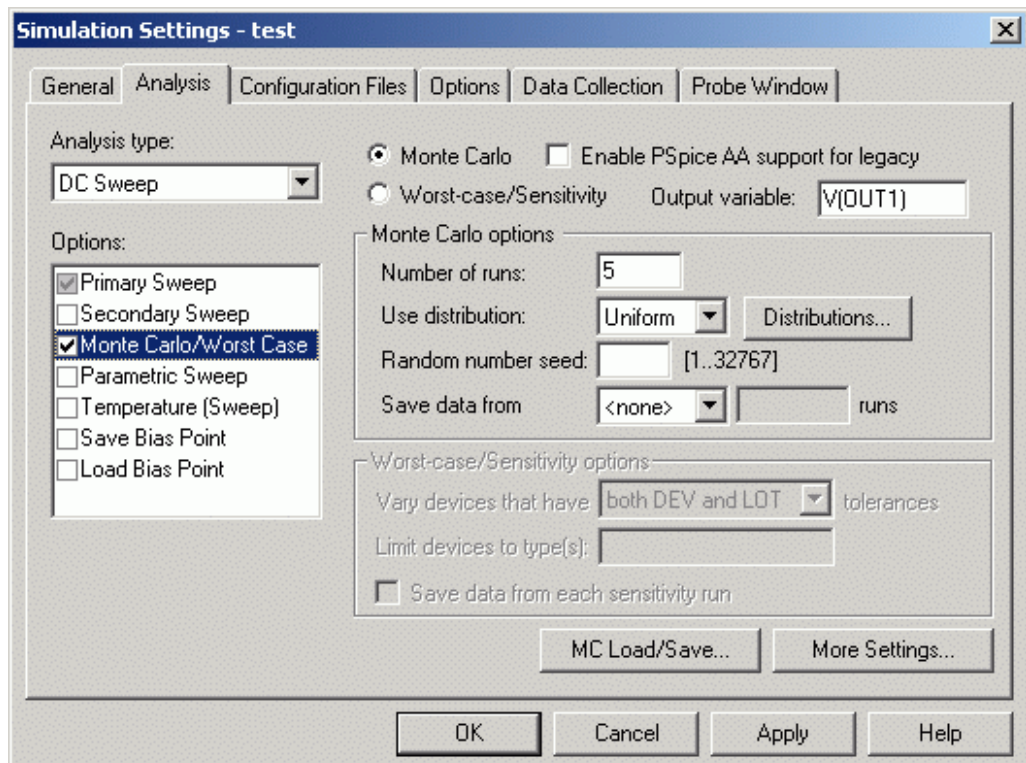 Simulation Settings - test
General Analysis Configuration Files Options Data Collection Probe Window
Analysis type:
DC Sweep
Options:
Primary Sweep
Secondary Sweep
Monte Carlo/Worst Case
Parametric Sweep
Temperature (Sweep)
Save Bias Point
Load Bias Point
Monte Carlo Enable PSpice AA support for legacy
Worst-case/Sensitivity Output variable: V(OUT1)
Monte Carlo options
Number of runs: 5
Use distribution: Uniform Distributions...
Random number seed: [1..32767]
Save data from <none> runs
Worst-case/Sensitivity options
Vary devices that have both DEV and LOT tolerances
Limit devices to type(s):
Save data from each sensitivity run
MC Load/Save... More Settings...
OK Cancel Apply Help